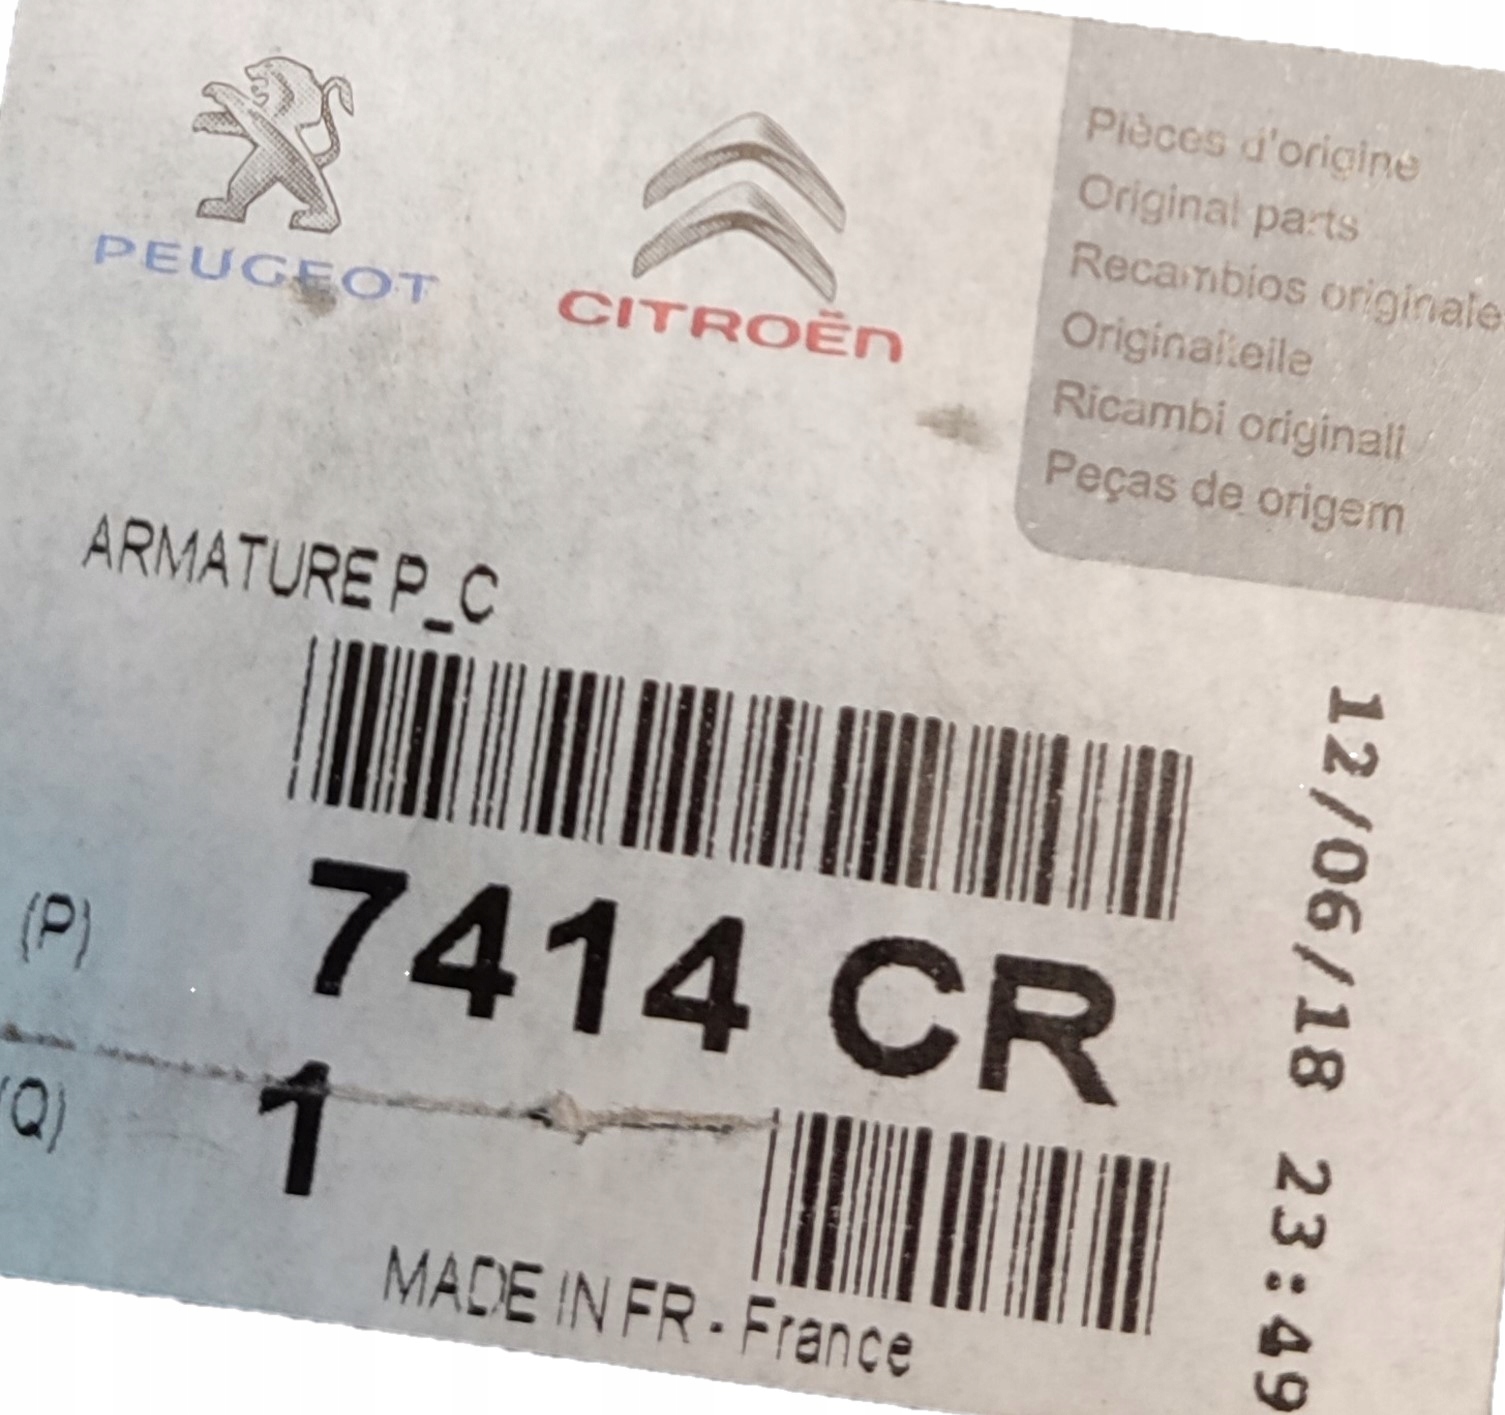 PEUGEOT
CITROËN
Pièces d'origine
Original parts
Recambios originale
Originalteile
Ricambi originali
Peças de origem
ARMATURE P_C
(P) 7414 CR
(Q) 1
MADE IN FR - France
12/06/18 23:49